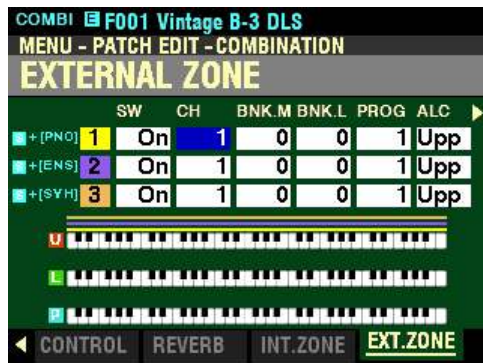 COMBI E F001 Vintage B-3 DLS
MENU - PATCH EDIT - COMBINATION
EXTERNAL ZONE
SW CH BNK.M BNK.L PROG ALC
S +[PNO] 1 On 1 0 0 1 Upp
S +[ENS] 2 On 1 0 0 1 Upp
S +[SYH] 3 On 1 0 0 1 Upp
U
L
P
CONTROL REVERB INT.ZONE EXT.ZONE